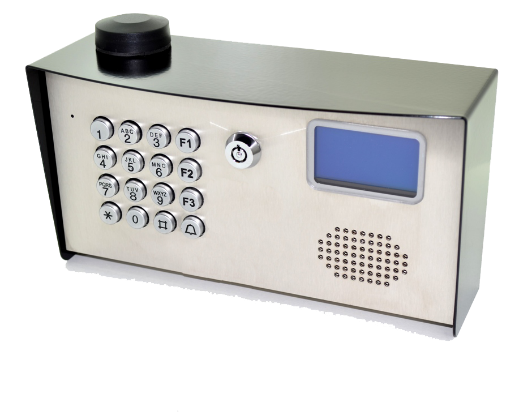 1 ABC 2 DEF 3 F1
GHI 4 JKL 5 MNO 6 F2
PQRS 7 TUV 8 WXYZ 9 F3
* 0 #